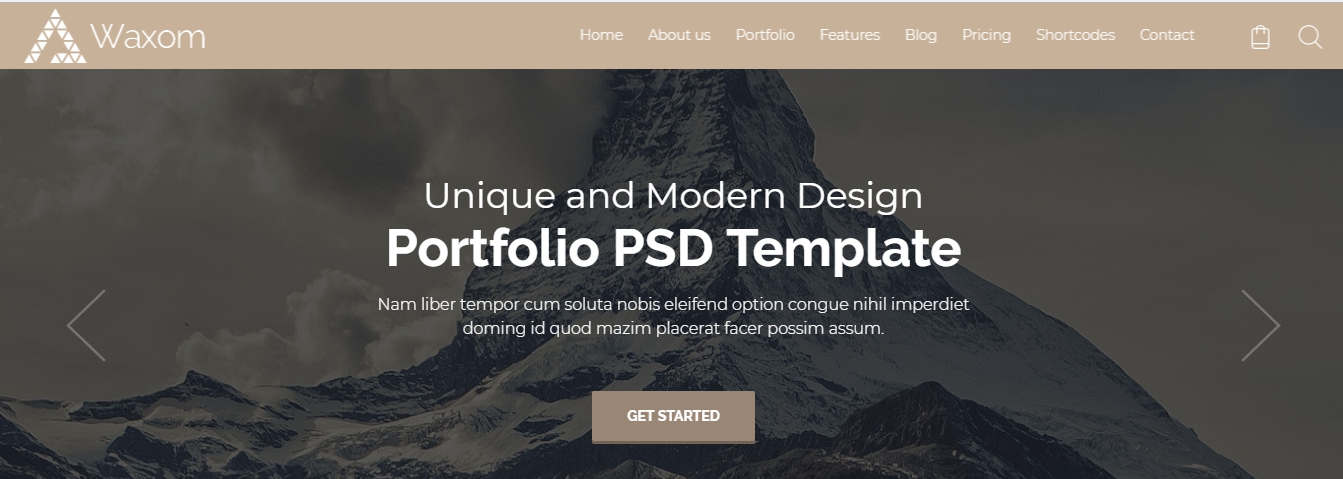 Waxom
Home About us Portfolio Features Blog Pricing Shortcodes Contact
Unique and Modern Design
Portfolio PSD Template
Nam liber tempor cum soluta nobis eleifend option congue nihil imperdiet
doming id quod mazim placerat facer possim assum.
GET STARTED